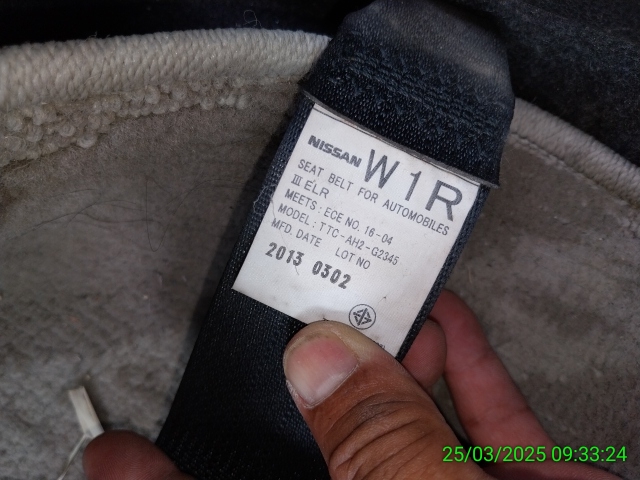 NISSAN W1R
SEAT BELT FOR AUTOMOBILES
III ELR
MEETS: ECE NO. 16-04
MODEL: TTC-AH2-G2345
MFD. DATE LOT NO
2013 0302
25/03/2025 09:33:24